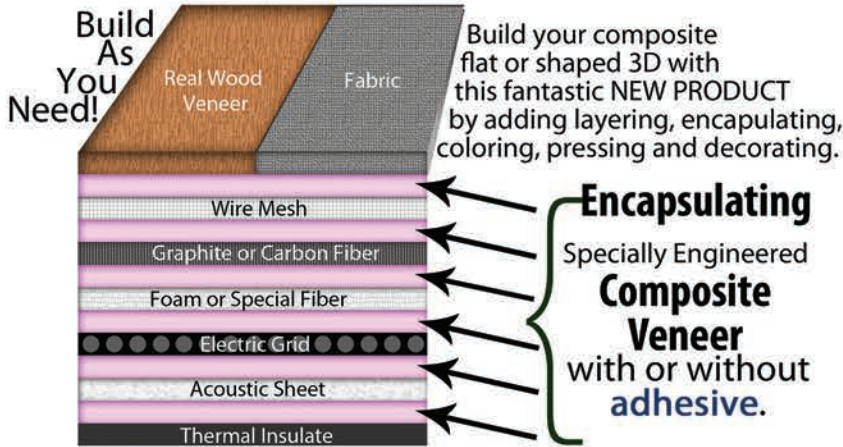 Build
As
You
Need!
Real Wood
Veneer
Fabric
Build your composite
flat or shaped 3D with
this fantastic NEW PRODUCT
by adding layering, encapulating,
coloring, pressing and decorating.
Wire Mesh
Graphite or Carbon Fiber
Foam or Special Fiber
Electric Grid
Acoustic Sheet
Thermal Insulate
Encapsulating
Specially Engineered
Composite
Veneer
with or without
adhesive.